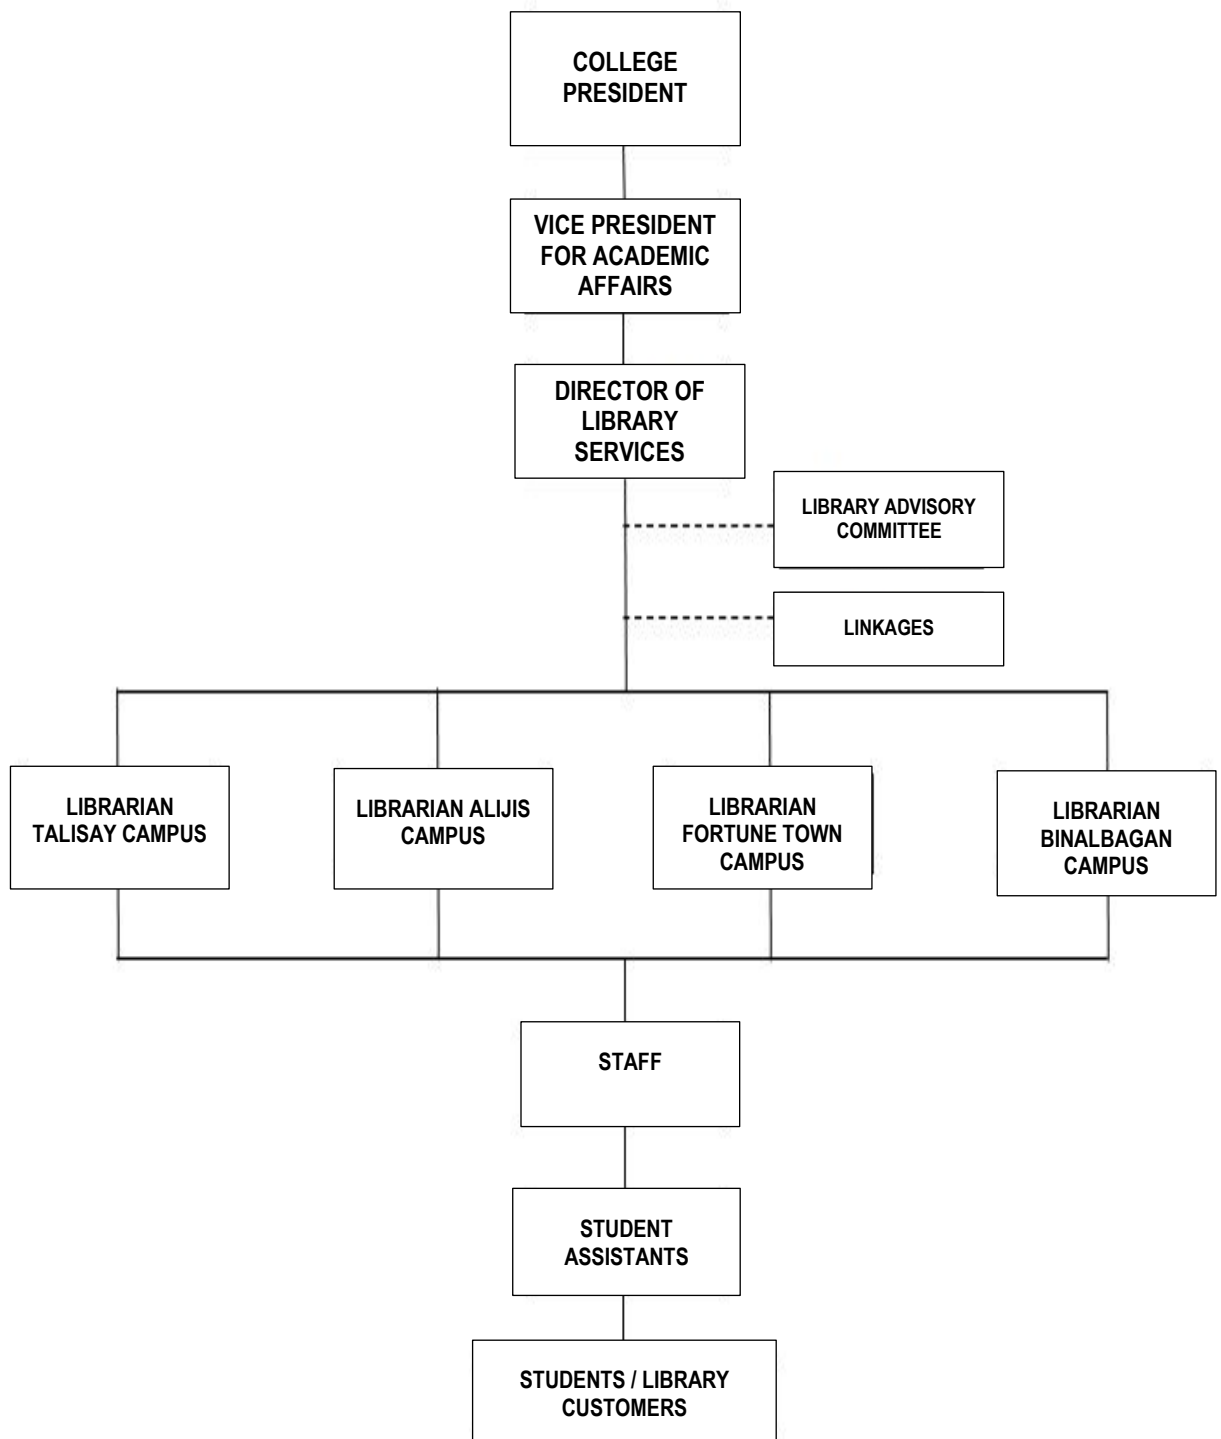 COLLEGE
PRESIDENT
VICE PRESIDENT
FOR ACADEMIC
AFFAIRS
DIRECTOR OF
LIBRARY
SERVICES
LIBRARY ADVISORY
COMMITTEE
LINKAGES
LIBRARIAN
TALISAY CAMPUS
LIBRARIAN ALIJIS
CAMPUS
LIBRARIAN
FORTUNE TOWN
CAMPUS
LIBRARIAN
BINALBAGAN
CAMPUS
STAFF
STUDENT
ASSISTANTS
STUDENTS / LIBRARY
CUSTOMERS